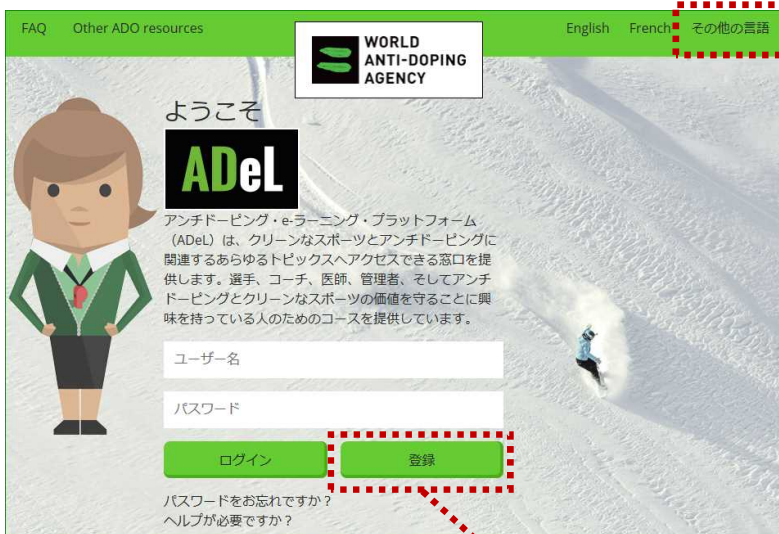 FAQ Other ADO resources
English French その他の言語
WORLD
ANTI-DOPING
AGENCY
ようこそ
ADeL
アンチドーピング・e-ラーニング・プラットフォーム
（ADeL）は、クリーンなスポーツとアンチドーピングに
関連するあらゆるトピックスへアクセスできる窓口を提
供します。選手、コーチ、医師、管理者、そしてアンチ
ドーピングとクリーンなスポーツの価値を守ることに興
味を持っている人のためのコースを提供しています。
ユーザー名
パスワード
ログイン 登録
パスワードをお忘れですか？
ヘルプが必要ですか？